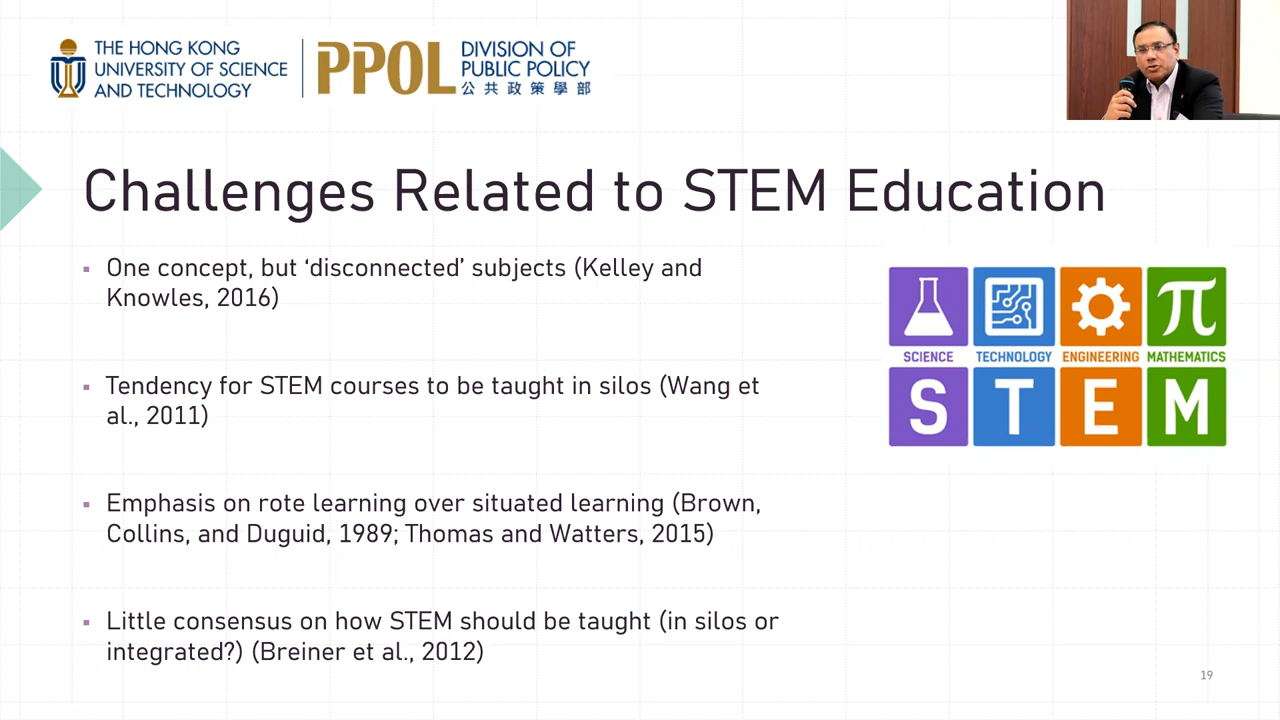 THE HONG KONG
UNIVERSITY OF SCIENCE
AND TECHNOLOGY
PPOL
DIVISION OF
PUBLIC POLICY
公共政策學部
Challenges Related to STEM Education
▪ One concept, but ‘disconnected’ subjects (Kelley and
Knowles, 2016)
▪ Tendency for STEM courses to be taught in silos (Wang et
al., 2011)
▪ Emphasis on rote learning over situated learning (Brown,
Collins, and Duguid, 1989; Thomas and Watters, 2015)
▪ Little consensus on how STEM should be taught (in silos or
integrated?) (Breiner et al., 2012)
π
SCIENCE TECHNOLOGY ENGINEERING MATHEMATICS
S T E M
19